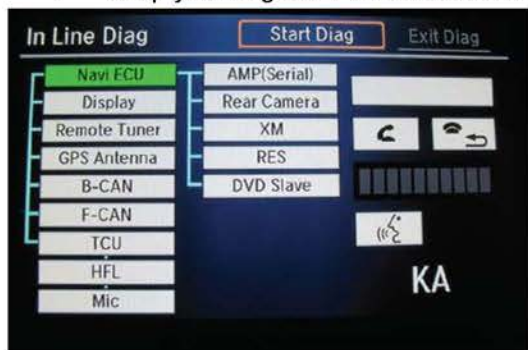 In Line Diag Start Diag Exit Diag
Navi ECU AMP(Serial)
Display Rear Camera
Remote Tuner XM
GPS Antenna RES
B-CAN DVD Slave
F-CAN
TCU
HFL
Mic
KA